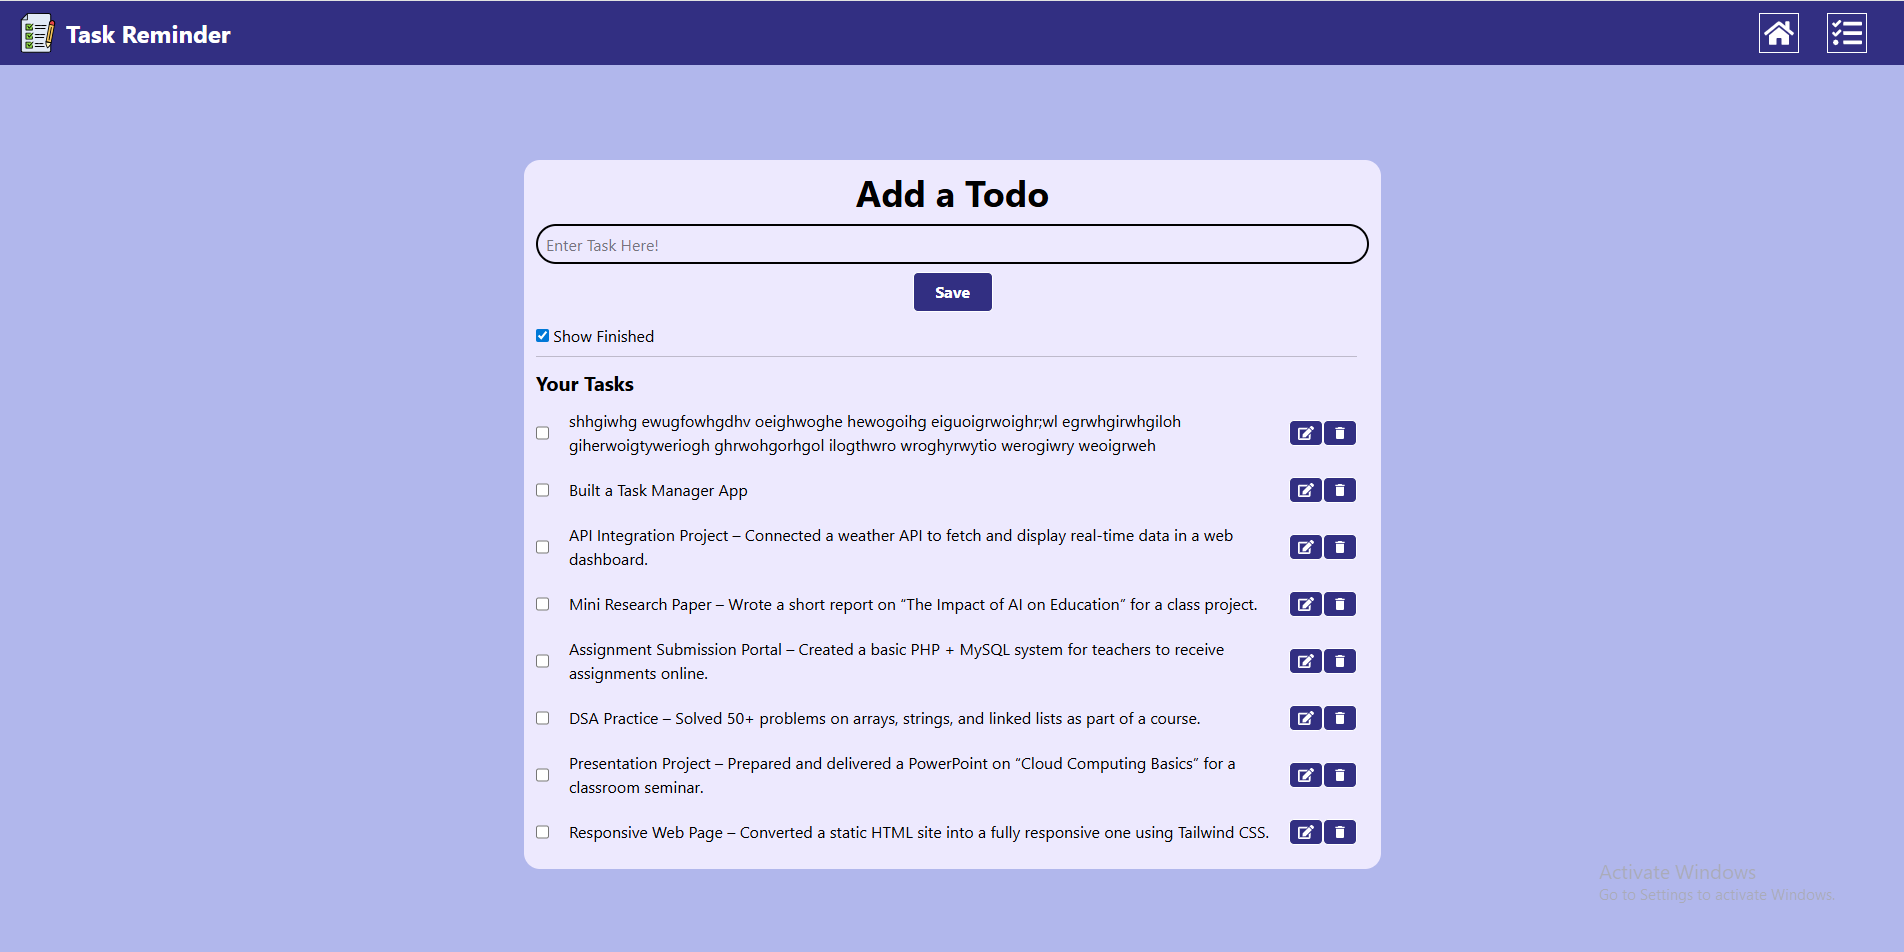 Task Reminder
Add a Todo
Enter Task Here!
Save
Show Finished
Your Tasks
shhgiwhg ewugfowhgdhv oeighwoghe hewogoihg eiguoigrwoighr;wl egrwhgirwhgiloh
giherwoigtyweriogh ghrwohgorhgol ilogthwro wroghyrwytio werogiwry weoigrweh
Built a Task Manager App
API Integration Project – Connected a weather API to fetch and display real-time data in a web
dashboard.
Mini Research Paper – Wrote a short report on “The Impact of AI on Education” for a class project.
Assignment Submission Portal – Created a basic PHP + MySQL system for teachers to receive
assignments online.
DSA Practice – Solved 50+ problems on arrays, strings, and linked lists as part of a course.
Presentation Project – Prepared and delivered a PowerPoint on “Cloud Computing Basics” for a
classroom seminar.
Responsive Web Page – Converted a static HTML site into a fully responsive one using Tailwind CSS.
Activate Windows
Go to Settings to activate Windows.